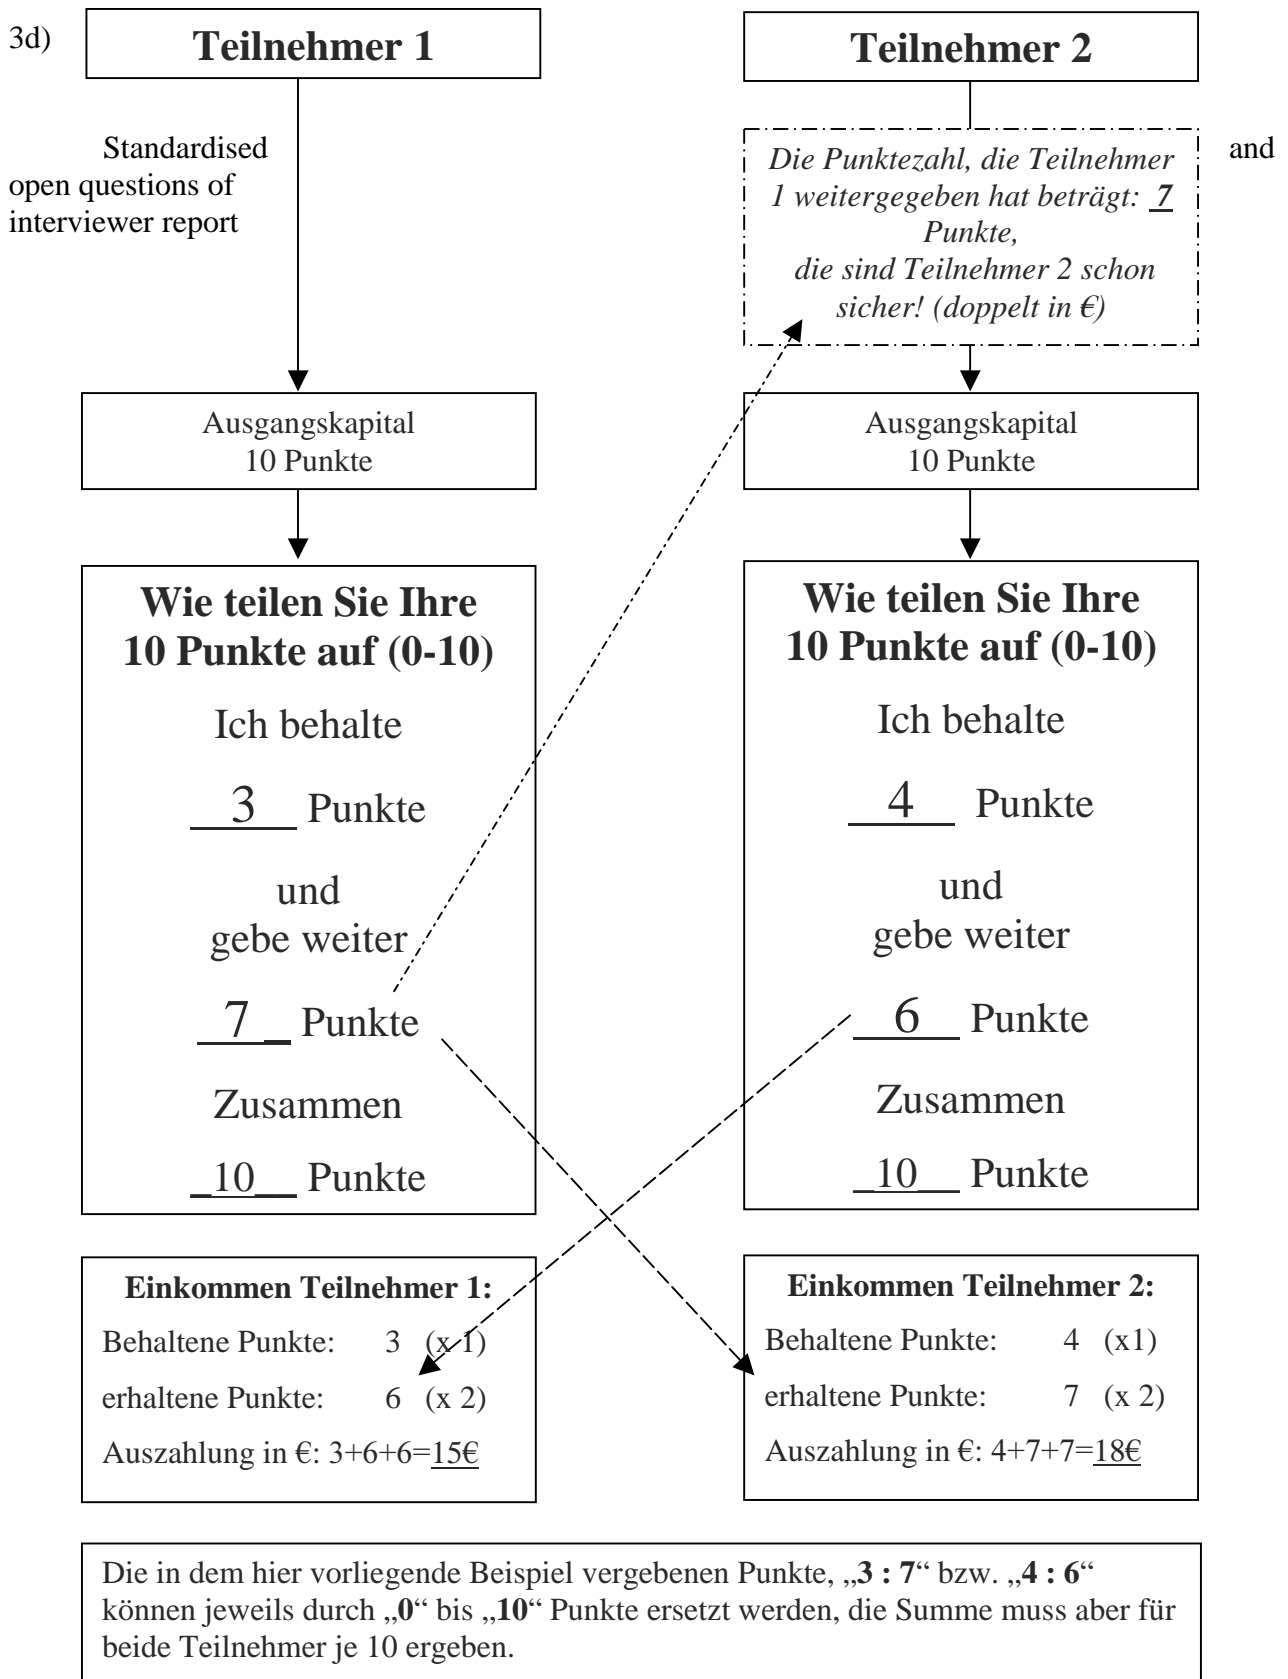 3d)
Teilnehmer 1
Standardised and
open questions of
interviewer report
Ausgangskapital
10 Punkte
Wie teilen Sie Ihre
10 Punkte auf (0-10)
Ich behalte
3 Punkte
und
gebe weiter
7 _ Punkte
Zusammen
_10__ Punkte
Einkommen Teilnehmer 1:
Behaltene Punkte: 3 (x 1)
erhaltene Punkte: 6 (x 2)
Auszahlung in €: 3+6+6=15€
Teilnehmer 2
Die Punktezahl, die Teilnehmer
1 weitergegeben hat beträgt: 7
Punkte,
die sind Teilnehmer 2 schon
sicher! (doppelt in €)
Ausgangskapital
10 Punkte
Wie teilen Sie Ihre
10 Punkte auf (0-10)
Ich behalte
4 Punkte
und
gebe weiter
6 Punkte
Zusammen
_10__ Punkte
Einkommen Teilnehmer 2:
Behaltene Punkte: 4 (x1)
erhaltene Punkte: 7 (x 2)
Auszahlung in €: 4+7+7=18€
Die in dem hier vorliegende Beispiel vergebenen Punkte, „3 : 7“ bzw. „4 : 6“
können jeweils durch „0“ bis „10“ Punkte ersetzt werden, die Summe muss aber für
beide Teilnehmer je 10 ergeben.